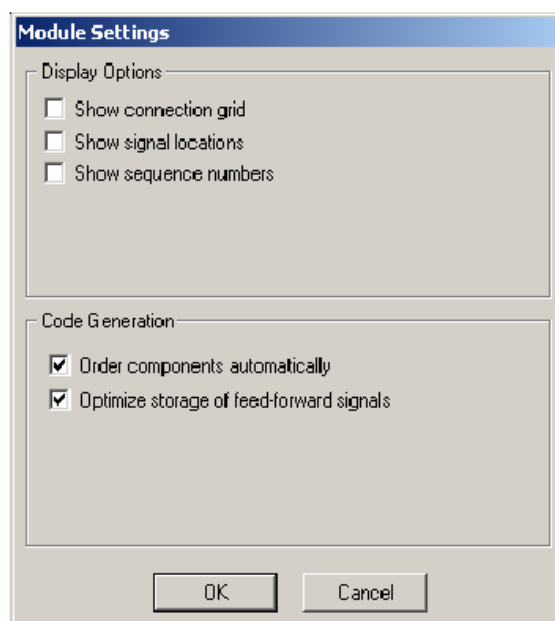 Module Settings
Display Options
Show connection grid
Show signal locations
Show sequence numbers
Code Generation
Order components automatically
Optimize storage of feed-forward signals
OK
Cancel